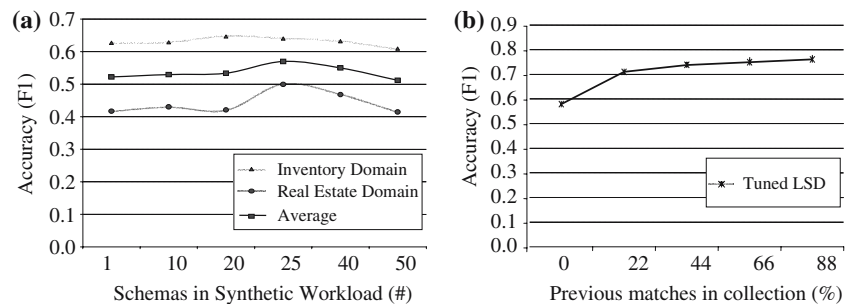 (a)
0.7
0.6
0.5
0.4
0.3
0.2
0.1
0.0
Accuracy (F1)
Inventory Domain
Real Estate Domain
Average
1 10 20 25 40 50
Schemas in Synthetic Workload (#)
(b)
0.9
0.8
0.7
0.6
0.5
0.4
0.3
0.2
0.1
0.0
Accuracy (F1)
Tuned LSD
0 22 44 66 88
Previous matches in collection (%)